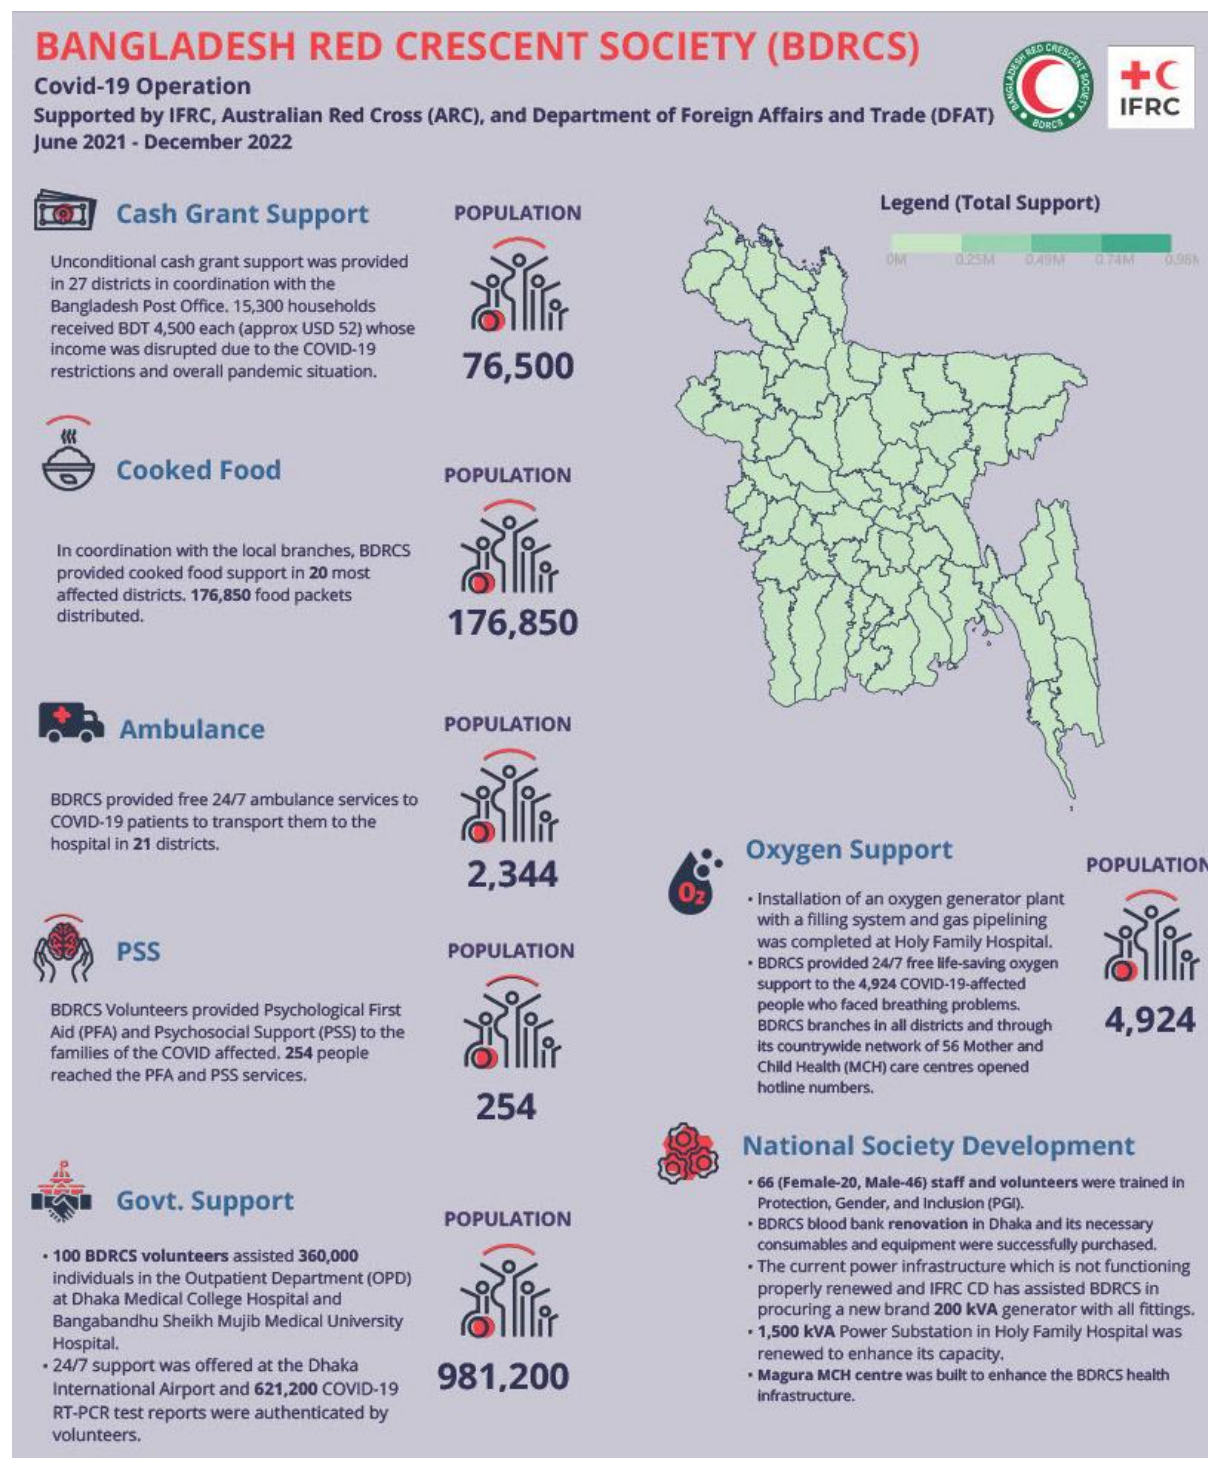 BANGLADESH RED CRESCENT SOCIETY (BDRCS)
Covid-19 Operation
Supported by IFRC, Australian Red Cross (ARC), and Department of Foreign Affairs and Trade (DFAT)
June 2021 - December 2022
BANGLADESH RED CRESCENT SOCIETY
BDRCS
IFRC
Cash Grant Support
POPULATION
Unconditional cash grant support was provided
in 27 districts in coordination with the
Bangladesh Post Office. 15,300 households
received BDT 4,500 each (approx USD 52) whose
income was disrupted due to the COVID-19
restrictions and overall pandemic situation.
76,500
Cooked Food
POPULATION
In coordination with the local branches, BDRCS
provided cooked food support in 20 most
affected districts. 176,850 food packets
distributed.
176,850
Ambulance
POPULATION
BDRCS provided free 24/7 ambulance services to
COVID-19 patients to transport them to the
hospital in 21 districts.
2,344
PSS
POPULATION
BDRCS Volunteers provided Psychological First
Aid (PFA) and Psychosocial Support (PSS) to the
families of the COVID affected. 254 people
reached the PFA and PSS services.
254
Govt. Support
POPULATION
• 100 BDRCS volunteers assisted 360,000
individuals in the Outpatient Department (OPD)
at Dhaka Medical College Hospital and
Bangabandhu Sheikh Mujib Medical University
Hospital.
• 24/7 support was offered at the Dhaka
International Airport and 621,200 COVID-19
RT-PCR test reports were authenticated by
volunteers.
981,200
Legend (Total Support)
0M 0.25M 0.49M 0.74M 0.98M
O2
Oxygen Support
POPULATION
• Installation of an oxygen generator plant
with a filling system and gas pipelining
was completed at Holy Family Hospital.
• BDRCS provided 24/7 free life-saving oxygen
support to the 4,924 COVID-19-affected
people who faced breathing problems.
BDRCS branches in all districts and through
its countrywide network of 56 Mother and
Child Health (MCH) care centres opened
hotline numbers.
4,924
National Society Development
• 66 (Female-20, Male-46) staff and volunteers were trained in
Protection, Gender, and Inclusion (PGI).
• BDRCS blood bank renovation in Dhaka and its necessary
consumables and equipment were successfully purchased.
• The current power infrastructure which is not functioning
properly renewed and IFRC CD has assisted BDRCS in
procuring a new brand 200 kVA generator with all fittings.
• 1,500 kVA Power Substation in Holy Family Hospital was
renewed to enhance its capacity.
• Magura MCH centre was built to enhance the BDRCS health
infrastructure.